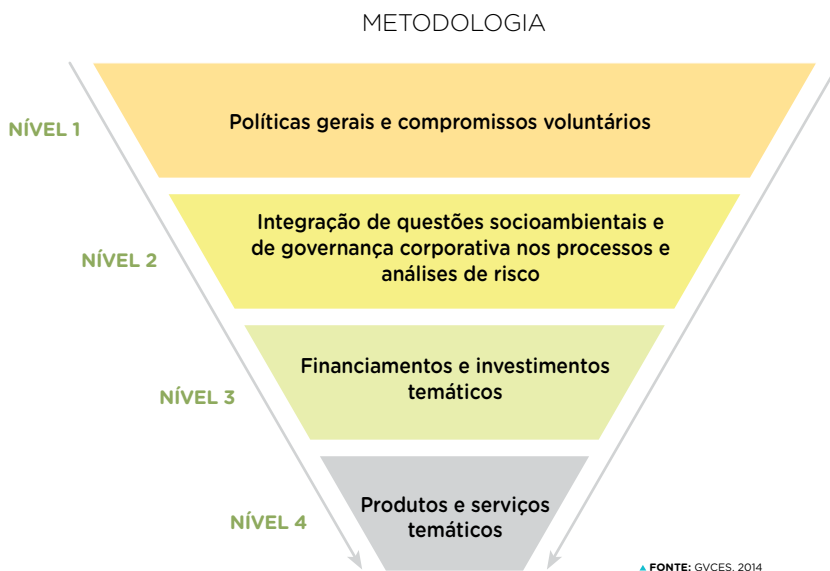 METODOLOGIA
NÍVEL 1
Políticas gerais e compromissos voluntários
NÍVEL 2
Integração de questões socioambientais e
de governança corporativa nos processos e
análises de risco
NÍVEL 3
Financiamentos e investimentos
temáticos
NÍVEL 4
Produtos e serviços
temáticos
FONTE: GVCES, 2014